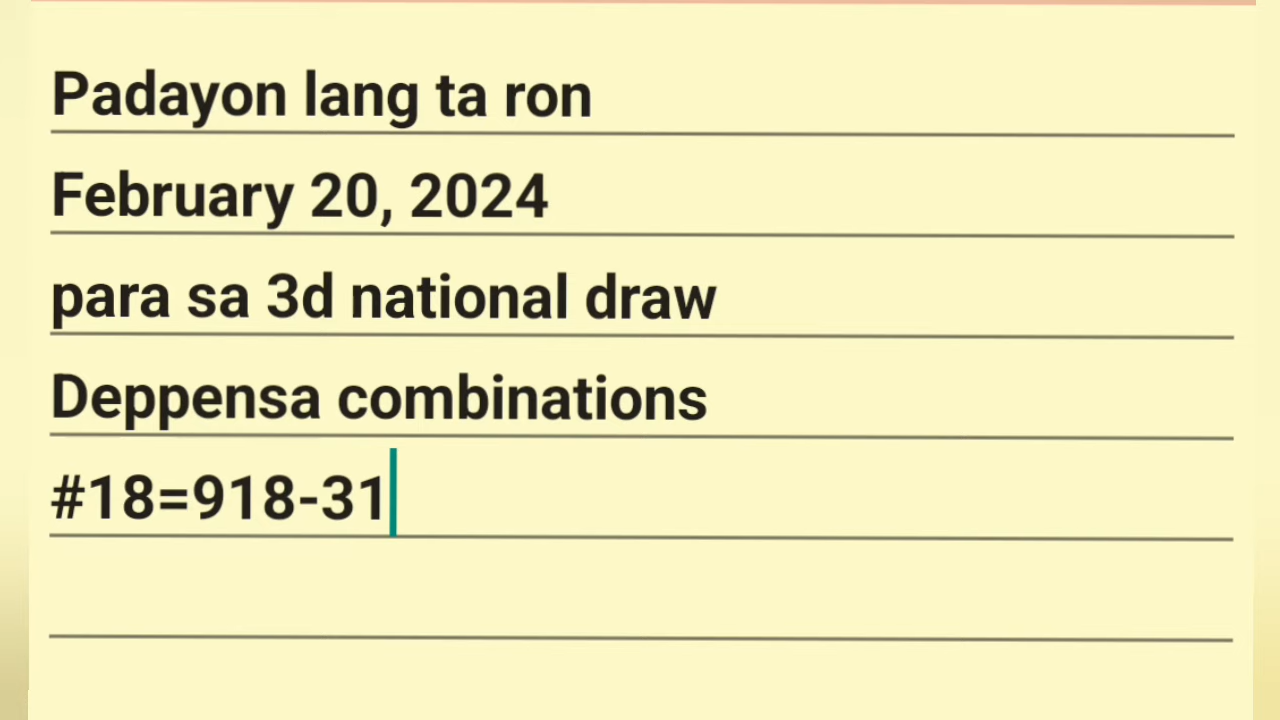 Padayon lang ta ron
February 20, 2024
para sa 3d national draw
Deppensa combinations
#18=918-31